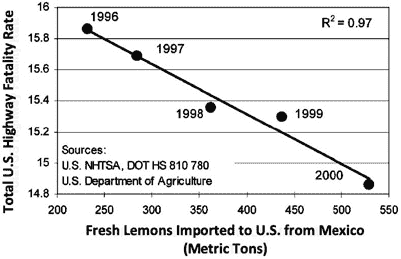 R² = 0.97
1996
1997
1998
1999
2000
Total U.S. Highway Fatality Rate
16
15.8
15.6
15.4
15.2
15
14.8
Sources:
U.S. NHTSA, DOT HS 810 780
U.S. Department of Agriculture
200 250 300 350 400 450 500 550
Fresh Lemons Imported to U.S. from Mexico
(Metric Tons)